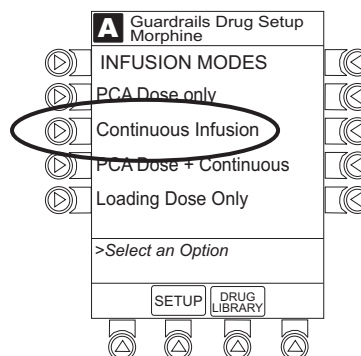 A Guardrails Drug Setup
Morphine
INFUSION MODES
PCA Dose only
Continuous Infusion
PCA Dose + Continuous
Loading Dose Only
>Select an Option
SETUP DRUG
LIBRARY